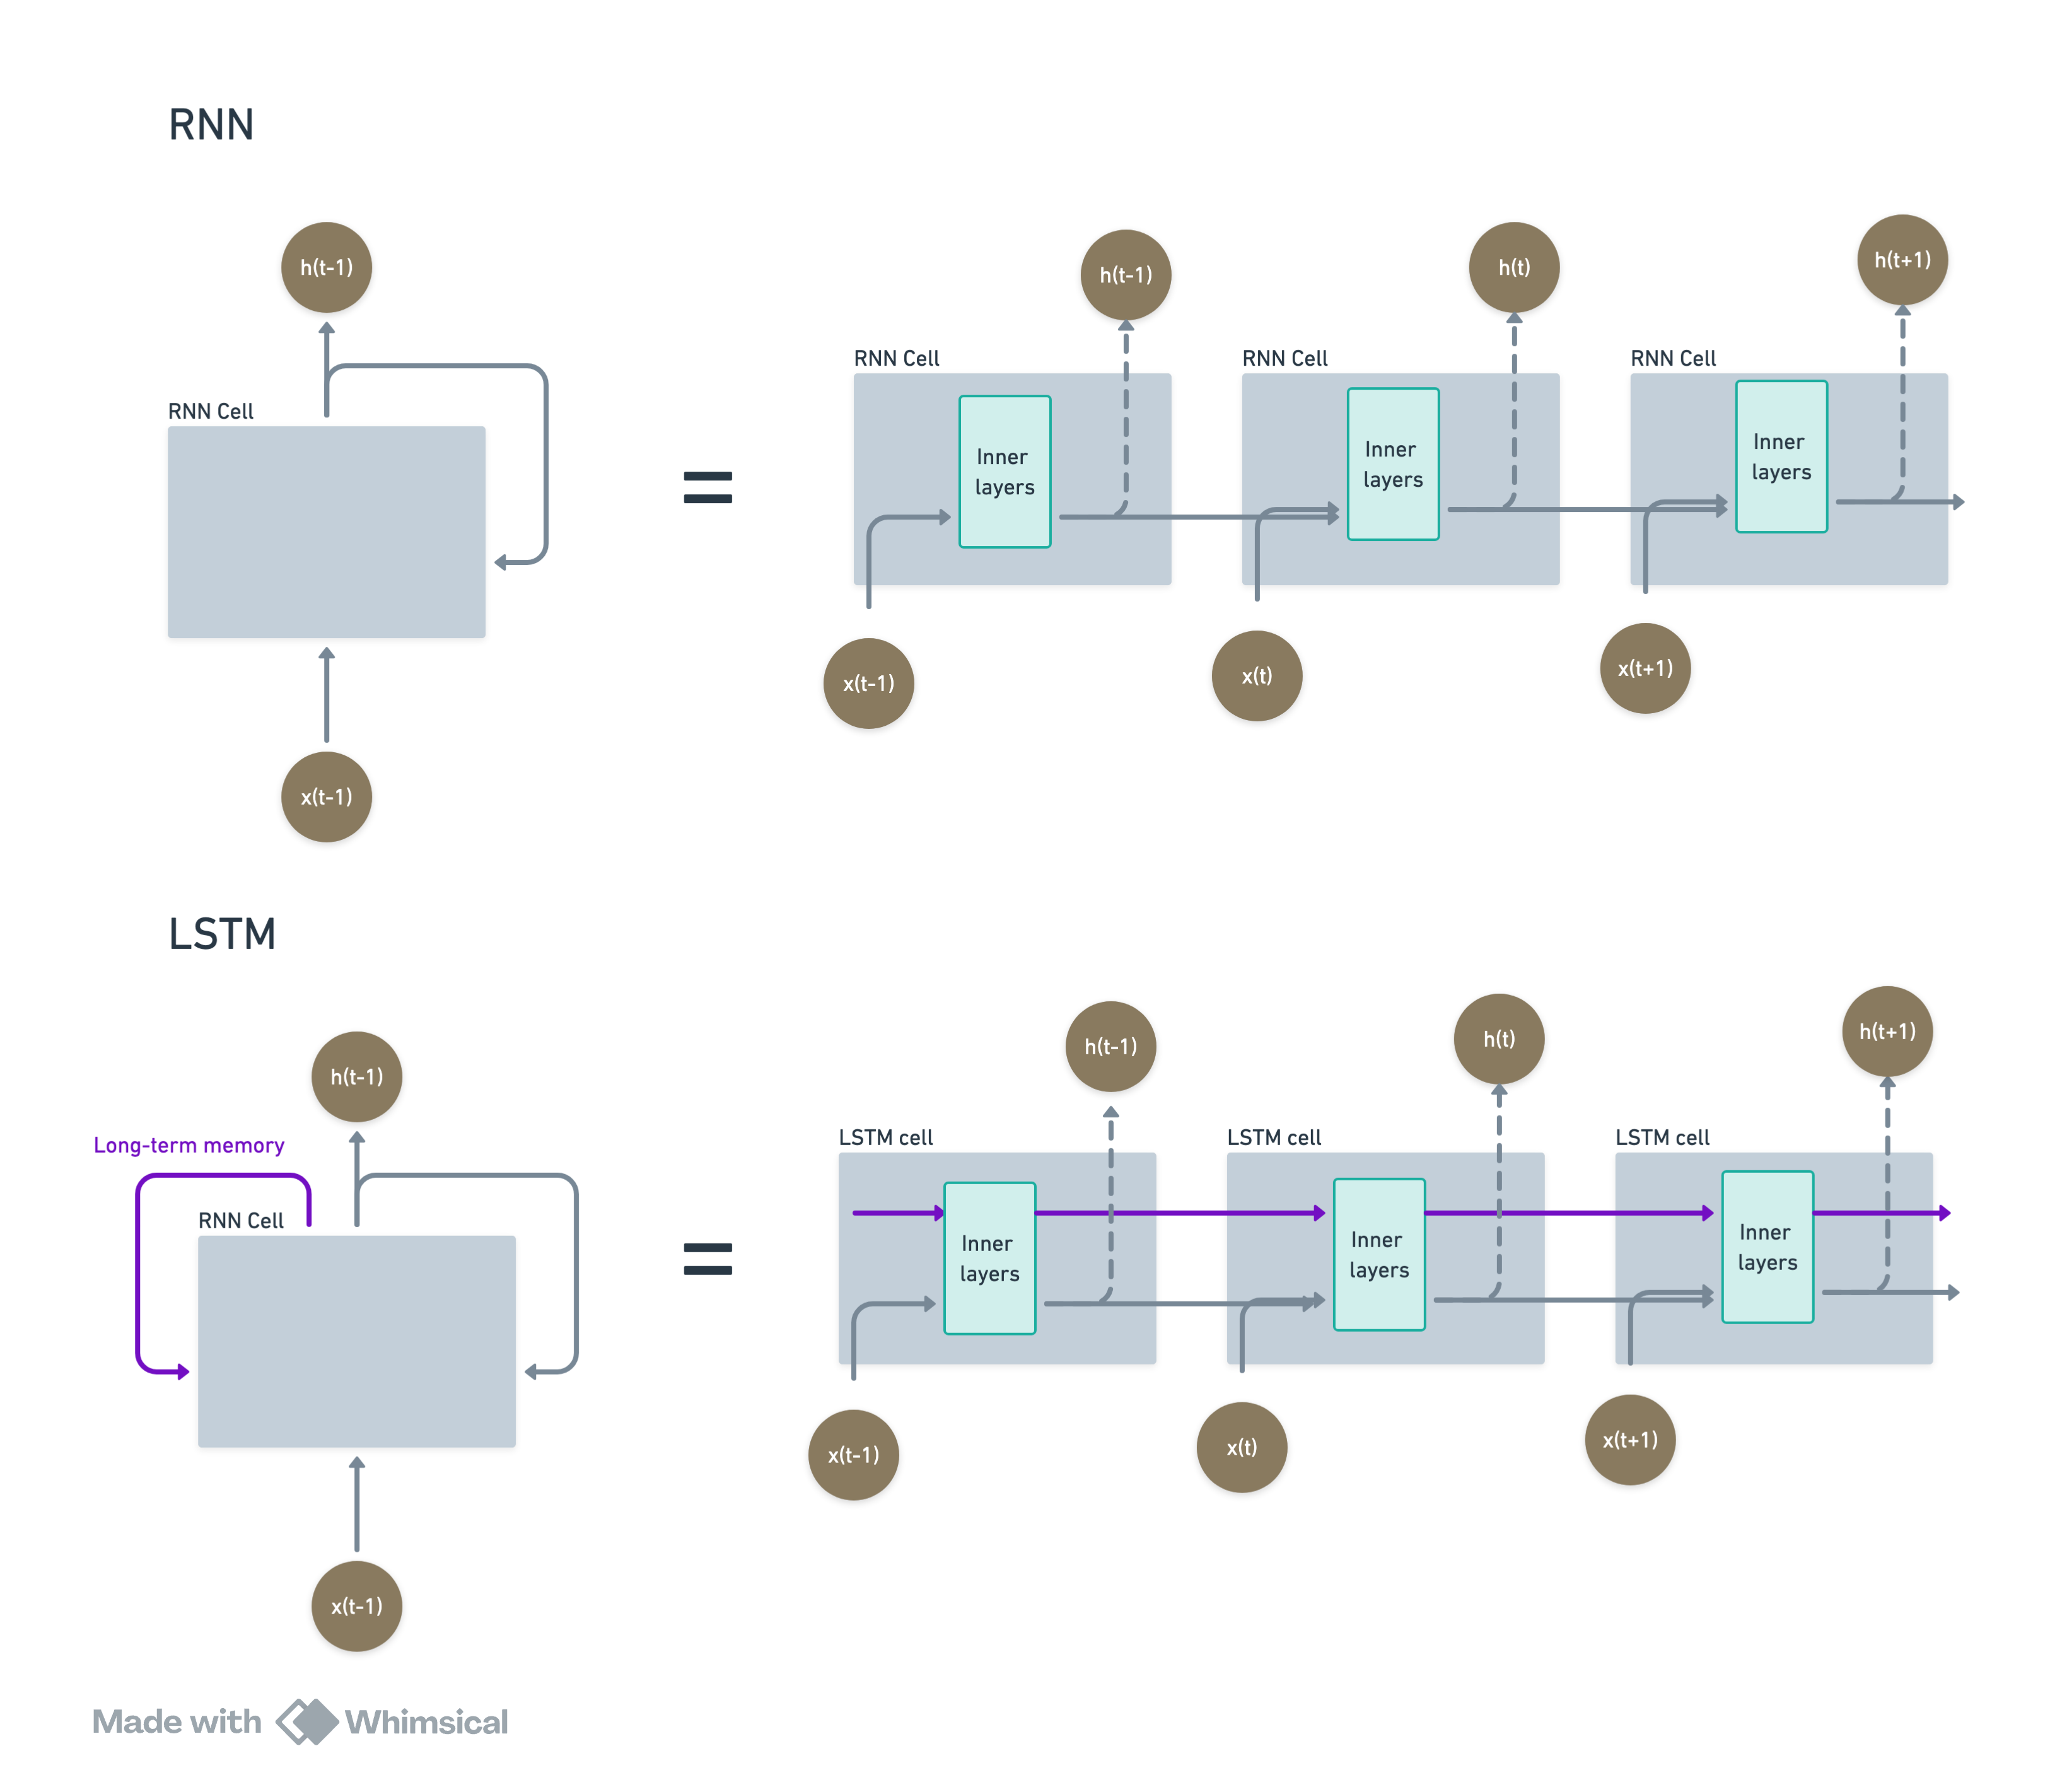 RNN
h(t-1)
RNN Cell
x(t-1)
=
h(t-1)
h(t)
h(t+1)
RNN Cell
RNN Cell
RNN Cell
Inner
layers
Inner
layers
Inner
layers
x(t-1)
x(t)
x(t+1)
LSTM
h(t-1)
Long-term memory
RNN Cell
x(t-1)
=
h(t-1)
h(t)
h(t+1)
LSTM cell
LSTM cell
LSTM cell
Inner
layers
Inner
layers
Inner
layers
x(t-1)
x(t)
x(t+1)
Made with Whimsical